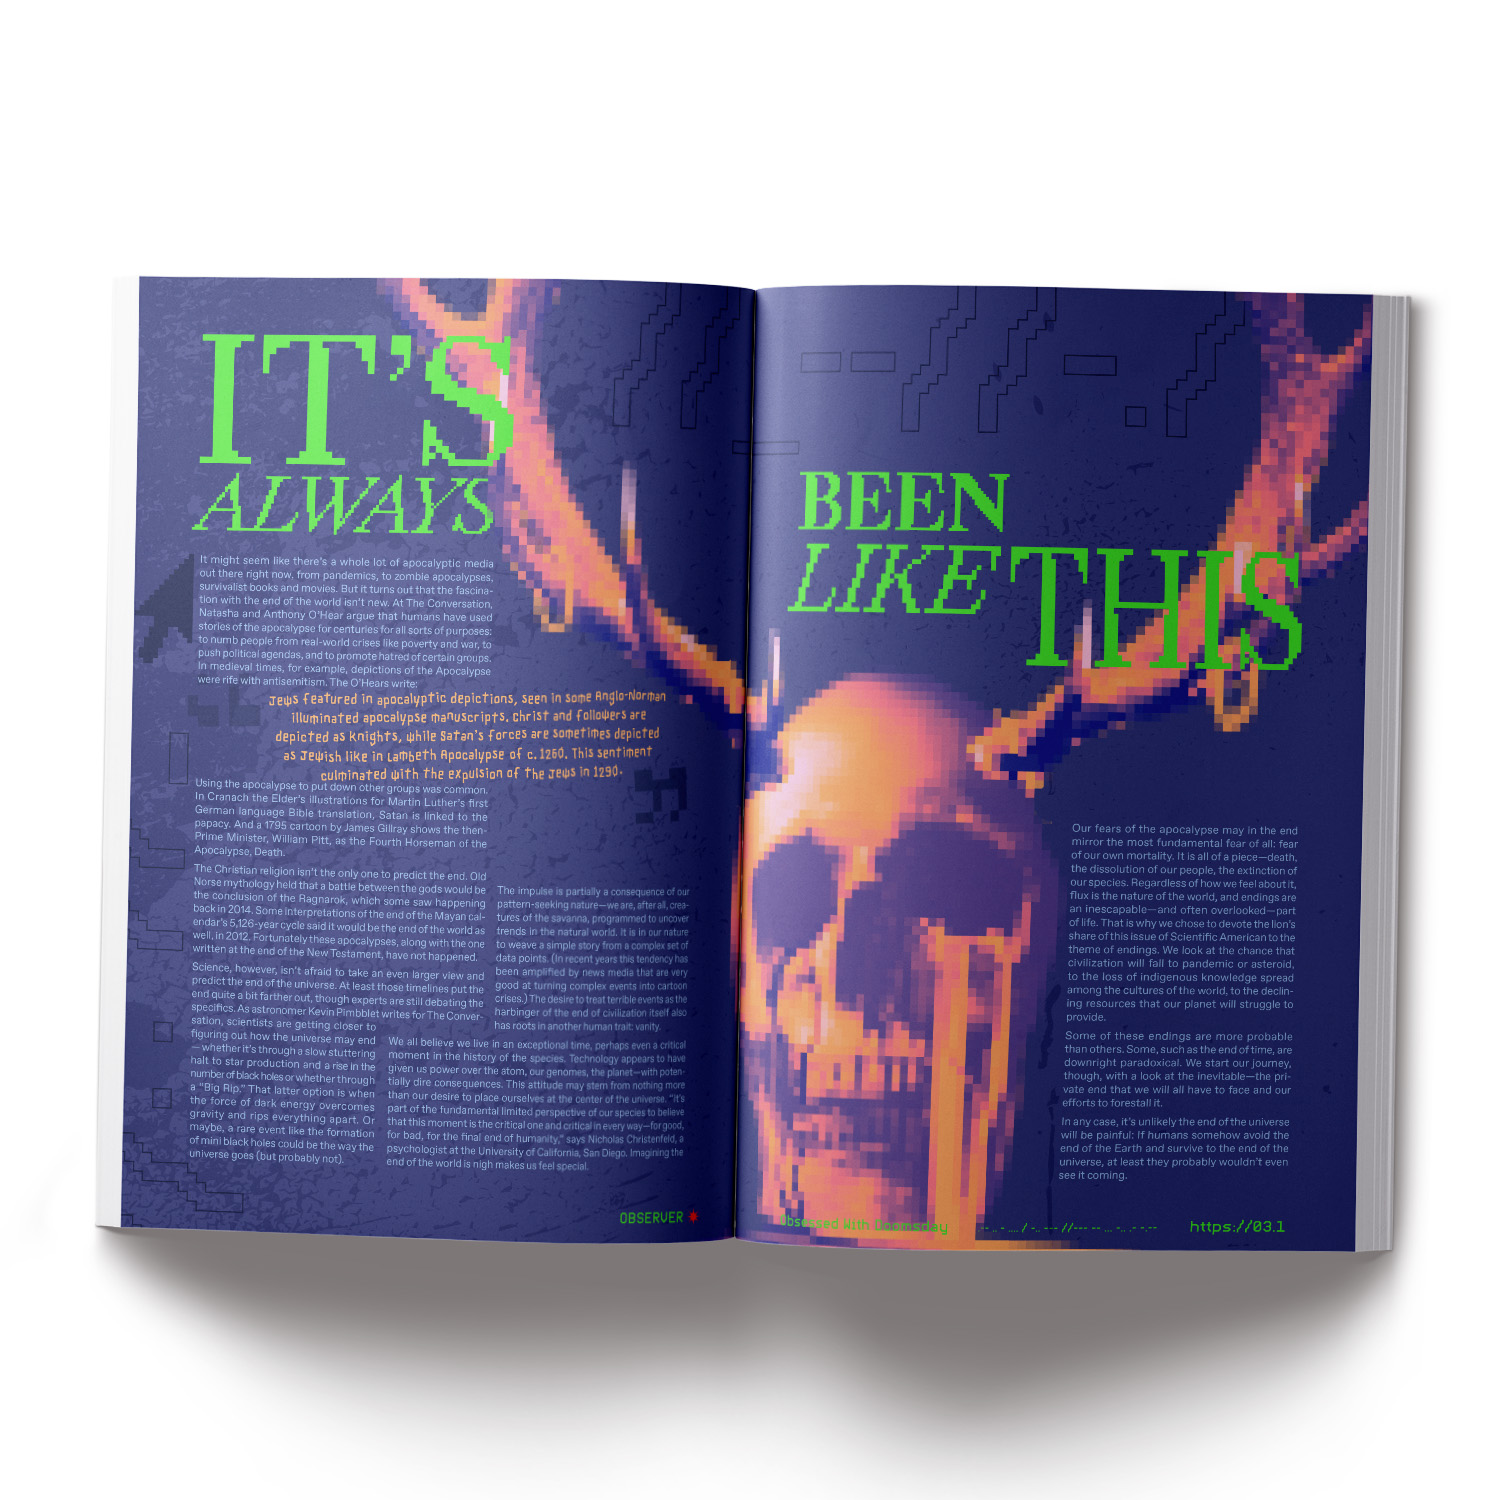 IT'S
ALWAYS
It might seem like there's a whole lot of apocalyptic media
out there right now, from pandemics, to zombie apocalypses,
survivalist books and movies. But it turns out that the fascina-
tion with the end of the world isn't new. At The Conversation,
Natasha and Anthony O'Hear argue that humans have used
stories of the apocalypse for centuries for all sorts of purposes:
to numb people from real-world crises like poverty and war, to
push political agendas, and to promote hatred of certain groups.
In medieval times, for example, depictions of the Apocalypse
were rife with antisemitism. The O'Hears write:
Jews featured in apocalyptic depictions, seen in some Anglo-Norman
illuminated apocalypse manuscripts. Christ and followers are
depicted as knights, while Satan's forces are sometimes depicted
as Jewish like in Lambeth Apocalypse of c. 1260. This sentiment
culminated with the expulsion of the Jews in 1290.
Using the apocalypse to put down other groups was common.
In Cranach the Elder's illustrations for Martin Luther's first
German language Bible translation, Satan is linked to the
papacy. And a 1795 cartoon by James Gillray shows the then-
Prime Minister, William Pitt, as the Fourth Horseman of the
Apocalypse, Death.
The Christian religion isn't the only one to predict the end. Old
Norse mythology held that a battle between the gods would be
the conclusion of the Ragnarok, which some saw happening
back in 2014. Some interpretations of the end of the Mayan cal-
endar's 5,126-year cycle said it would be the end of the world as
well, in 2012. Fortunately these apocalypses, along with the one
written at the end of the New Testament, have not happened.
Science, however, isn't afraid to take an even larger view and
predict the end of the universe. At least those timelines put the
end quite a bit farther out, though experts are still debating the
specifics. As astronomer Kevin Pimbblet writes for The Conver-
sation, scientists are getting closer to
figuring out how the universe may end
—whether it's through a slow stuttering
halt to star production and a rise in the
number of black holes or whether through
a "Big Rip." That latter option is when
the force of dark energy overcomes
gravity and rips everything apart. Or
maybe, a rare event like the formation
of mini black holes could be the way the
universe goes (but probably not).
The impulse is partially a consequence of our
pattern-seeking nature—we are, after all, crea-
tures of the savanna, programmed to uncover
trends in the natural world. It is in our nature
to weave a simple story from a complex set of
data points. (In recent years this tendency has
been amplified by news media that are very
good at turning complex events into cartoon
crises.) The desire to treat terrible events as the
harbinger of the end of civilization itself also
has roots in another human trait: vanity.
We all believe we live in an exceptional time, perhaps even a critical
moment in the history of the species. Technology appears to have
given us power over the atom, our genomes, the planet—with poten-
tially dire consequences. This attitude may stem from nothing more
than our desire to place ourselves at the center of the universe. "It's
part of the fundamental limited perspective of our species to believe
that this moment is the critical one and critical in every way—for good,
for bad, for the final end of humanity," says Nicholas Christenfeld, a
psychologist at the University of California, San Diego. Imagining the
end of the world is nigh makes us feel special.
OBSERVER
BEEN
LIKE THIS
Our fears of the apocalypse may in the end
mirror the most fundamental fear of all: fear
of our own mortality. It is all of a piece—death,
the dissolution of our people, the extinction of
our species. Regardless of how we feel about it,
flux is the nature of the world, and endings are
an inescapable—and often overlooked—part
of life. That is why we chose to devote the lion's
share of this issue of Scientific American to the
theme of endings. We look at the chance that
civilization will fall to pandemic or asteroid,
to the loss of indigenous knowledge spread
among the cultures of the world, to the declin-
ing resources that our planet will struggle to
provide.
Some of these endings are more probable
than others. Some, such as the end of time, are
downright paradoxical. We start our journey,
though, with a look at the inevitable—the pri-
vate end that we will all have to face and our
efforts to forestall it.
In any case, it's unlikely the end of the universe
will be painful: If humans somehow avoid the
end of the Earth and survive to the end of the
universe, at least they probably wouldn't even
see it coming.
Obsessed With Doomsday
https://03.1